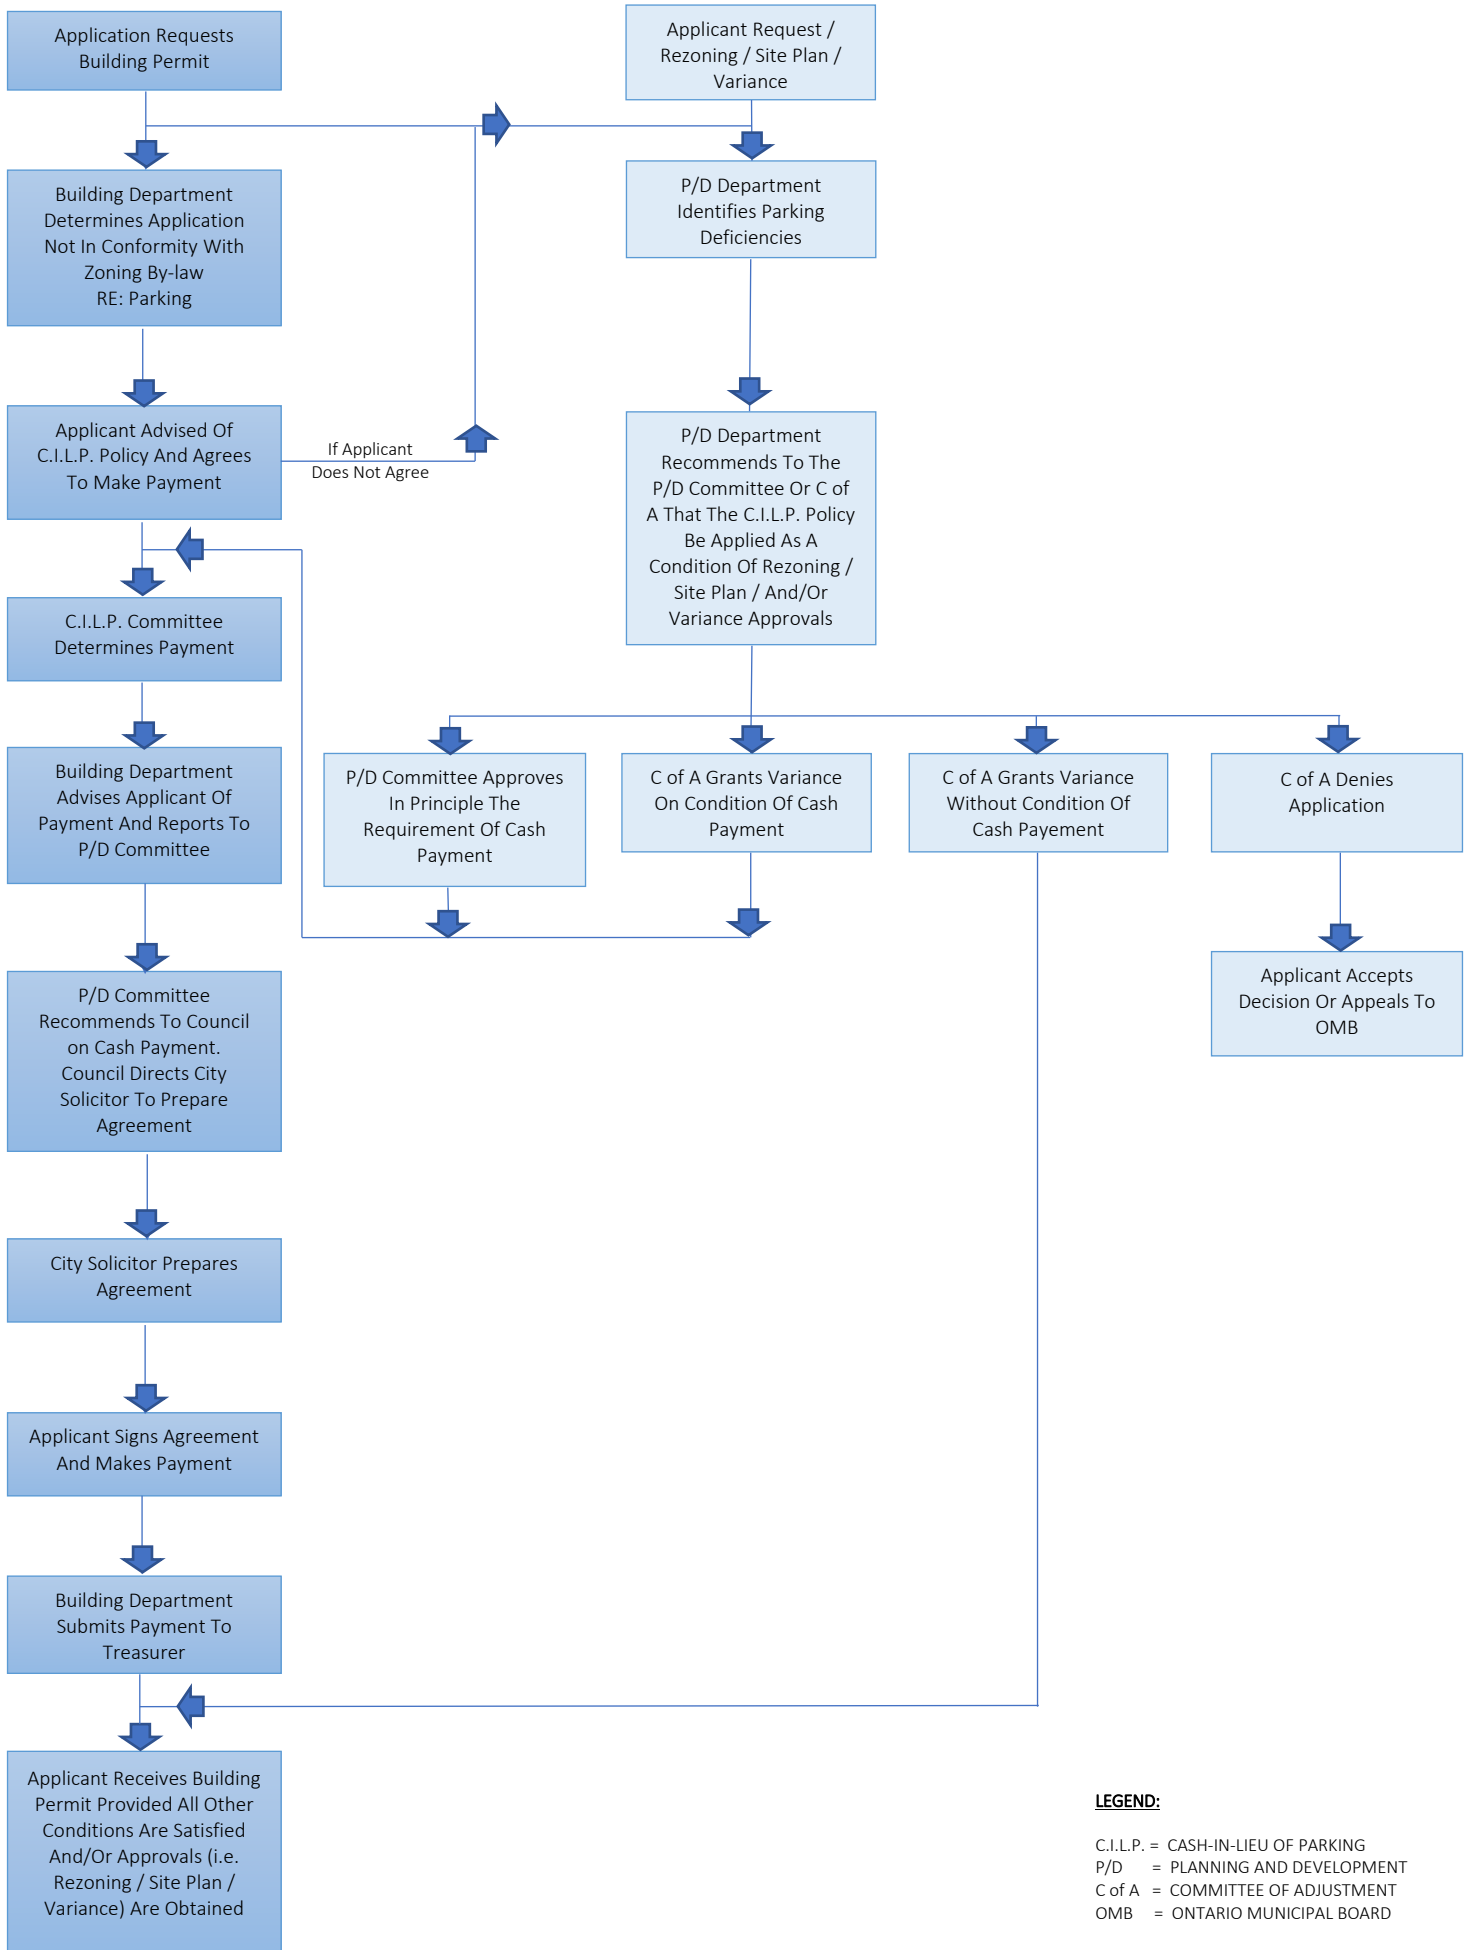 Application Requests
Building Permit
Applicant Request /
Rezoning / Site Plan /
Variance
Building Department
Determines Application
Not In Conformity With
Zoning By-law
RE: Parking
P/D Department
Identifies Parking
Deficiencies
Applicant Advised Of
C.I.L.P. Policy And Agrees
To Make Payment
If Applicant
Does Not Agree
P/D Department
Recommends To The
P/D Committee Or C of
A That The C.I.L.P. Policy
Be Applied As A
Condition Of Rezoning /
Site Plan / And/Or
Variance Approvals
C.I.L.P. Committee
Determines Payment
Building Department
Advises Applicant Of
Payment And Reports To
P/D Committee
P/D Committee Approves
In Principle The
Requirement Of Cash
Payment
C of A Grants Variance
On Condition Of Cash
Payment
C of A Grants Variance
Without Condition Of
Cash Payement
C of A Denies
Application
Applicant Accepts
Decision Or Appeals To
OMB
P/D Committee
Recommends To Council
on Cash Payment.
Council Directs City
Solicitor To Prepare
Agreement
City Solicitor Prepares
Agreement
Applicant Signs Agreement
And Makes Payment
Building Department
Submits Payment To
Treasurer
Applicant Receives Building
Permit Provided All Other
Conditions Are Satisfied
And/Or Approvals (i.e.
Rezoning / Site Plan /
Variance) Are Obtained
LEGEND:
C.I.L.P. = CASH-IN-LIEU OF PARKING
P/D = PLANNING AND DEVELOPMENT
C of A = COMMITTEE OF ADJUSTMENT
OMB = ONTARIO MUNICIPAL BOARD